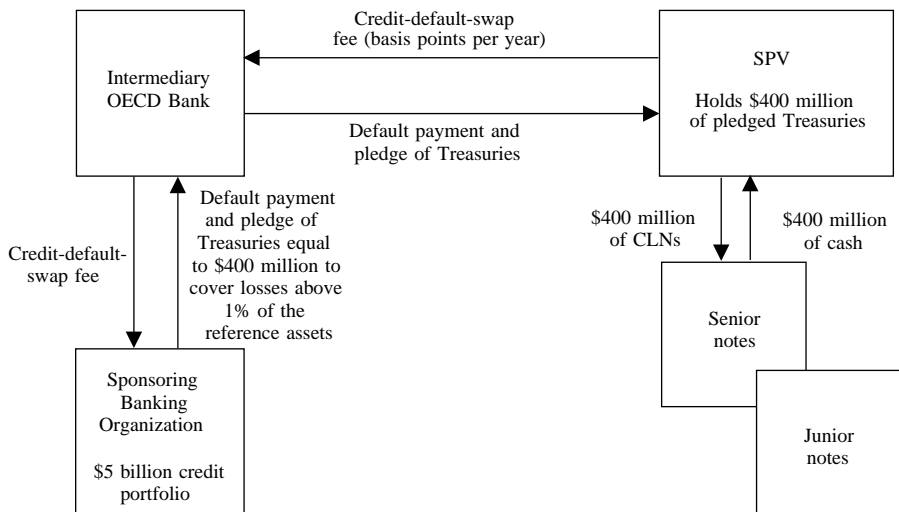 Credit-default-swap
fee (basis points per year)
Intermediary
OECD Bank
SPV
Holds $400 million
of pledged Treasuries
Default payment and
pledge of Treasuries
Credit-default-
swap fee
Default payment
and pledge of
Treasuries equal
to $400 million to
cover losses above
1% of the
reference assets
$400 million
of CLNs
$400 million
of cash
Senior
notes
Junior
notes
Sponsoring
Banking
Organization
$5 billion credit
portfolio